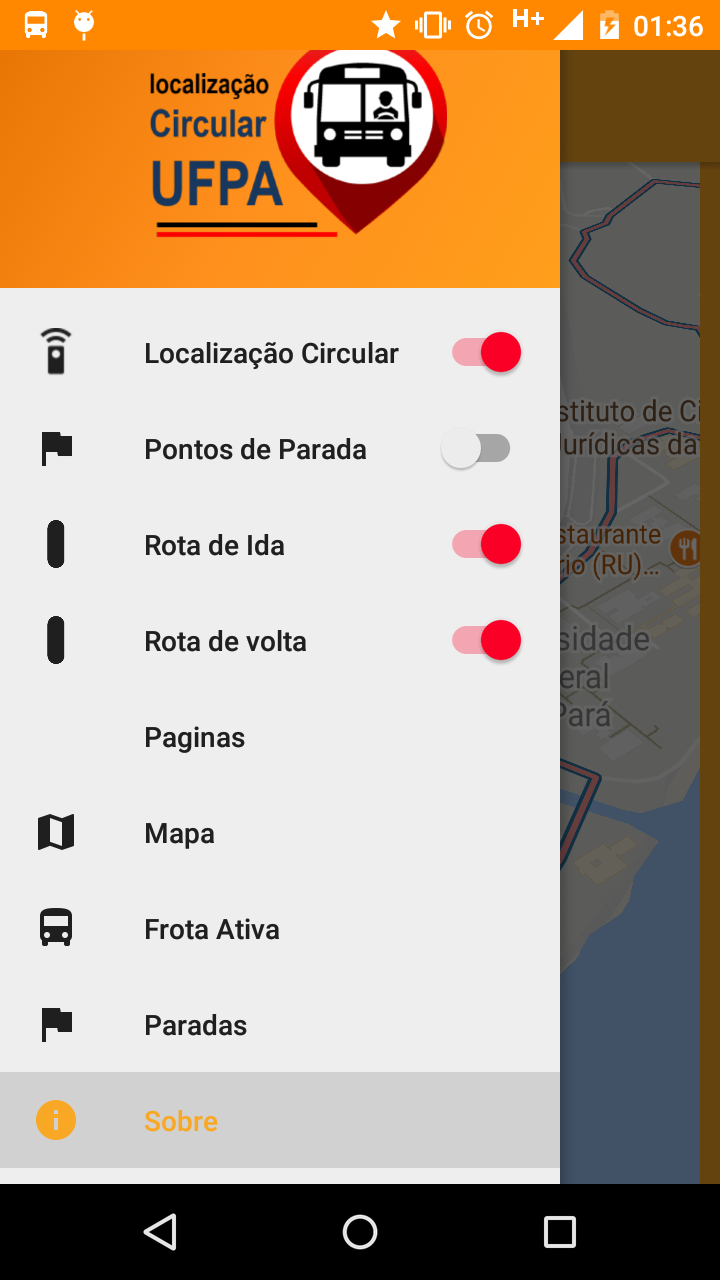 H+ 01:36
localização
Circular
UFPA
Localização Circular
Pontos de Parada
Rota de Ida
Rota de volta
Paginas
Mapa
Frota Ativa
Paradas
Sobre
stituto de Ci
urídicas da
staurante
rio (RU)...
sidade
eral
Pará